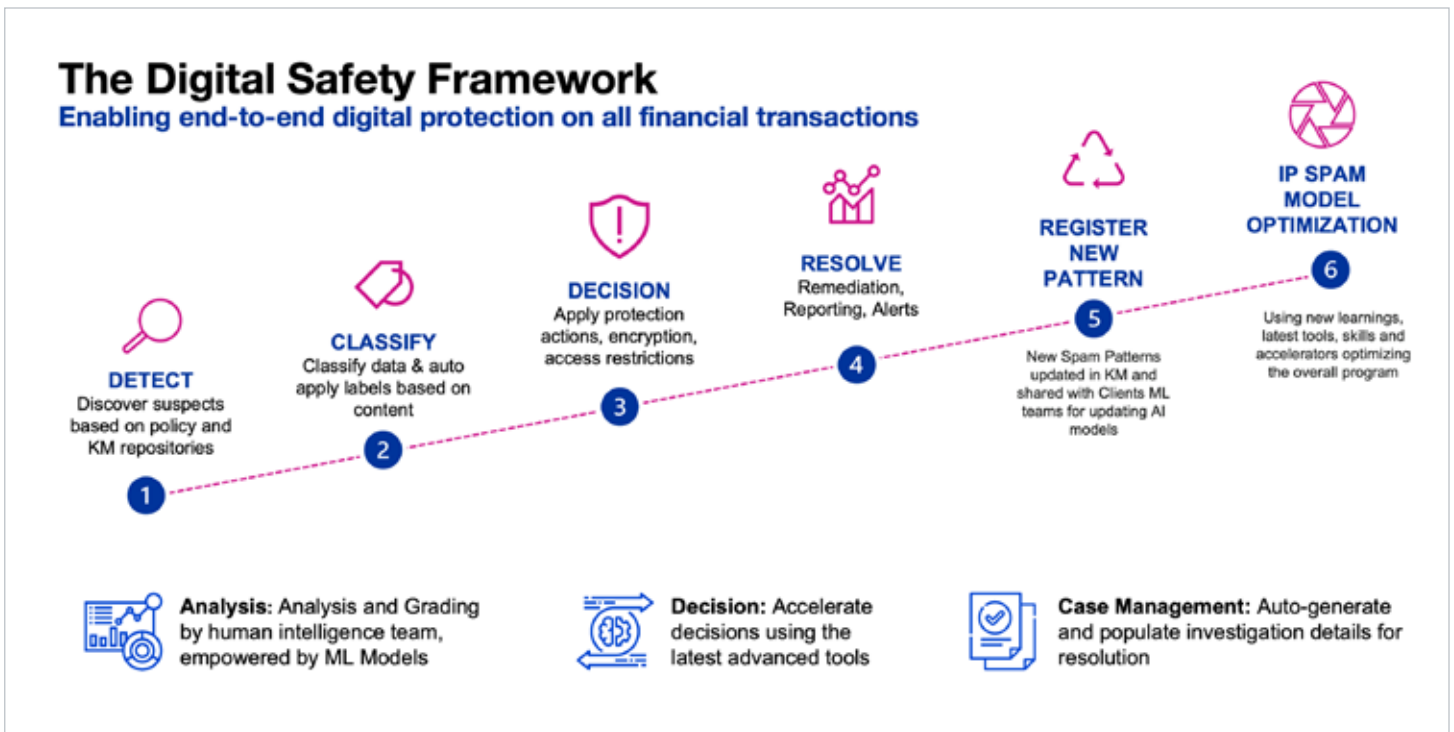 The Digital Safety Framework
Enabling end-to-end digital protection on all financial transactions
DETECT
Discover suspects
based on policy and
KM repositories
1
CLASSIFY
Classify data & auto
apply labels based on
content
2
DECISION
Apply protection
actions, encryption,
access restrictions
3
RESOLVE
Remediation,
Reporting, Alerts
4
REGISTER
NEW
PATTERN
5
New Spam Patterns
updated in KM and
shared with Clients ML
teams for updating AI
models
IP SPAM
MODEL
OPTIMIZATION
6
Using new learnings,
latest tools, skills and
accelerators optimizing
the overall program
Analysis: Analysis and Grading
by human intelligence team,
empowered by ML Models
Decision: Accelerate
decisions using the
latest advanced tools
Case Management: Auto-generate
and populate investigation details for
resolution